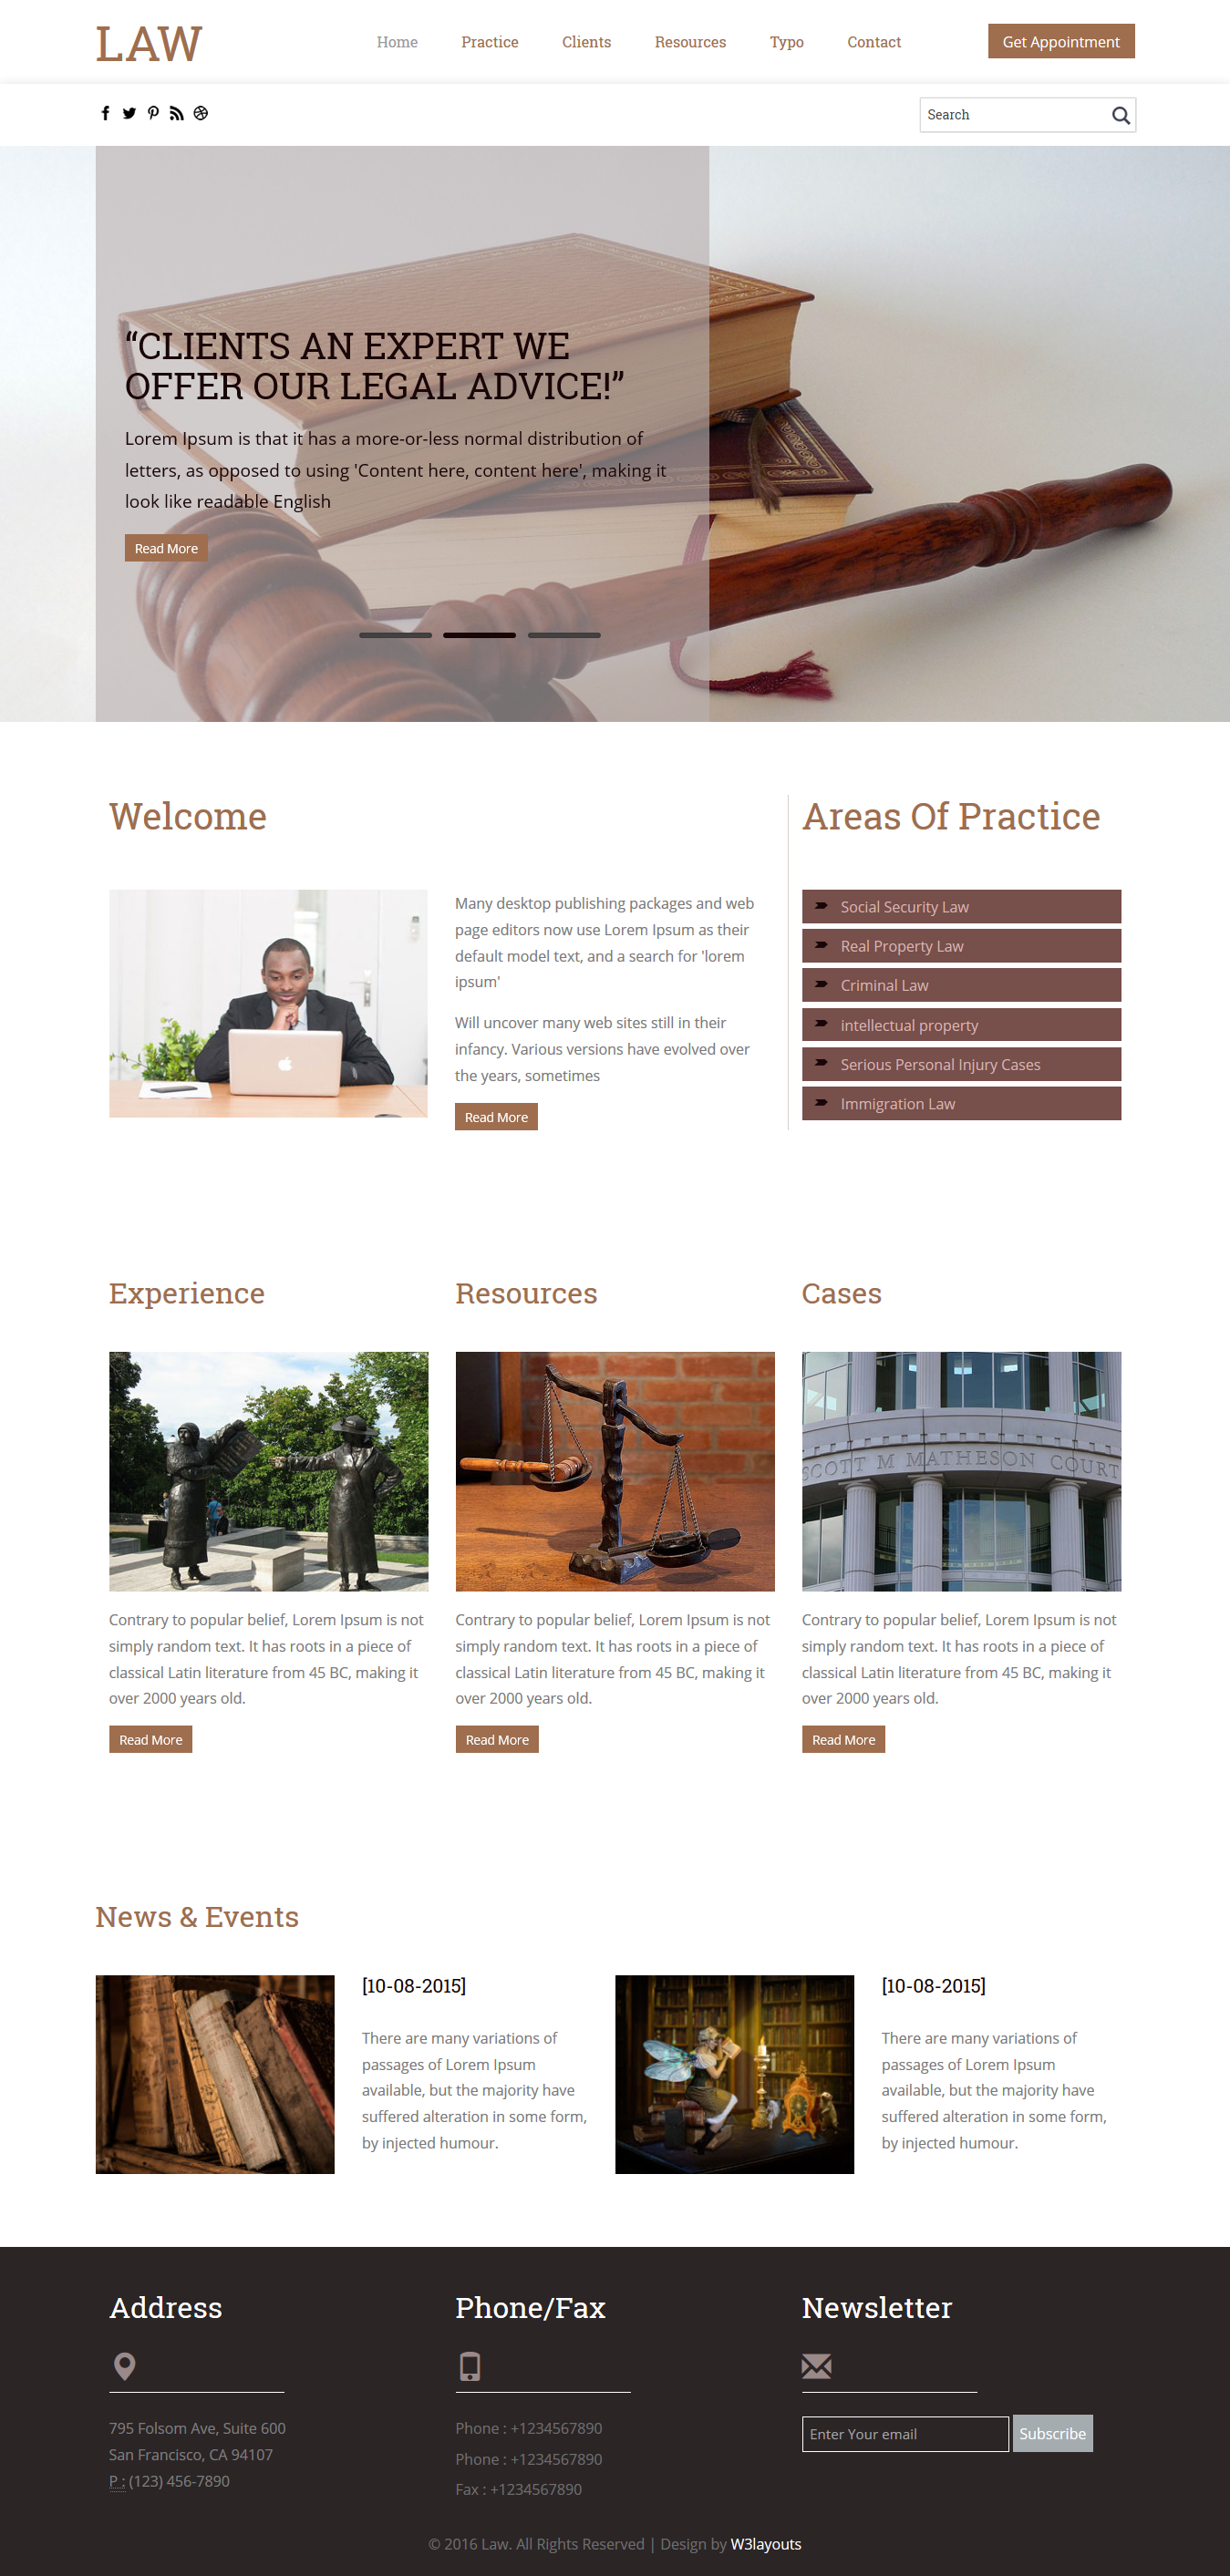 LAW
Home Practice Clients Resources Typo Contact
Get Appointment
Search
“CLIENTS AN EXPERT WE
OFFER OUR LEGAL ADVICE!”
Lorem Ipsum is that it has a more-or-less normal distribution of
letters, as opposed to using 'Content here, content here', making it
look like readable English
Read More
Welcome
Many desktop publishing packages and web
page editors now use Lorem Ipsum as their
default model text, and a search for 'lorem
ipsum'
Will uncover many web sites still in their
infancy. Various versions have evolved over
the years, sometimes
Read More
Areas Of Practice
Social Security Law
Real Property Law
Criminal Law
intellectual property
Serious Personal Injury Cases
Immigration Law
Experience
Contrary to popular belief, Lorem Ipsum is not
simply random text. It has roots in a piece of
classical Latin literature from 45 BC, making it
over 2000 years old.
Read More
Resources
Contrary to popular belief, Lorem Ipsum is not
simply random text. It has roots in a piece of
classical Latin literature from 45 BC, making it
over 2000 years old.
Read More
Cases
SCOTT M MATHESON COURT
Contrary to popular belief, Lorem Ipsum is not
simply random text. It has roots in a piece of
classical Latin literature from 45 BC, making it
over 2000 years old.
Read More
News & Events
[10-08-2015]
There are many variations of
passages of Lorem Ipsum
available, but the majority have
suffered alteration in some form,
by injected humour.
[10-08-2015]
There are many variations of
passages of Lorem Ipsum
available, but the majority have
suffered alteration in some form,
by injected humour.
Address
795 Folsom Ave, Suite 600
San Francisco, CA 94107
P : (123) 456-7890
Phone/Fax
Phone : +1234567890
Phone : +1234567890
Fax : +1234567890
Newsletter
Enter Your email
Subscribe
© 2016 Law. All Rights Reserved | Design by W3layouts